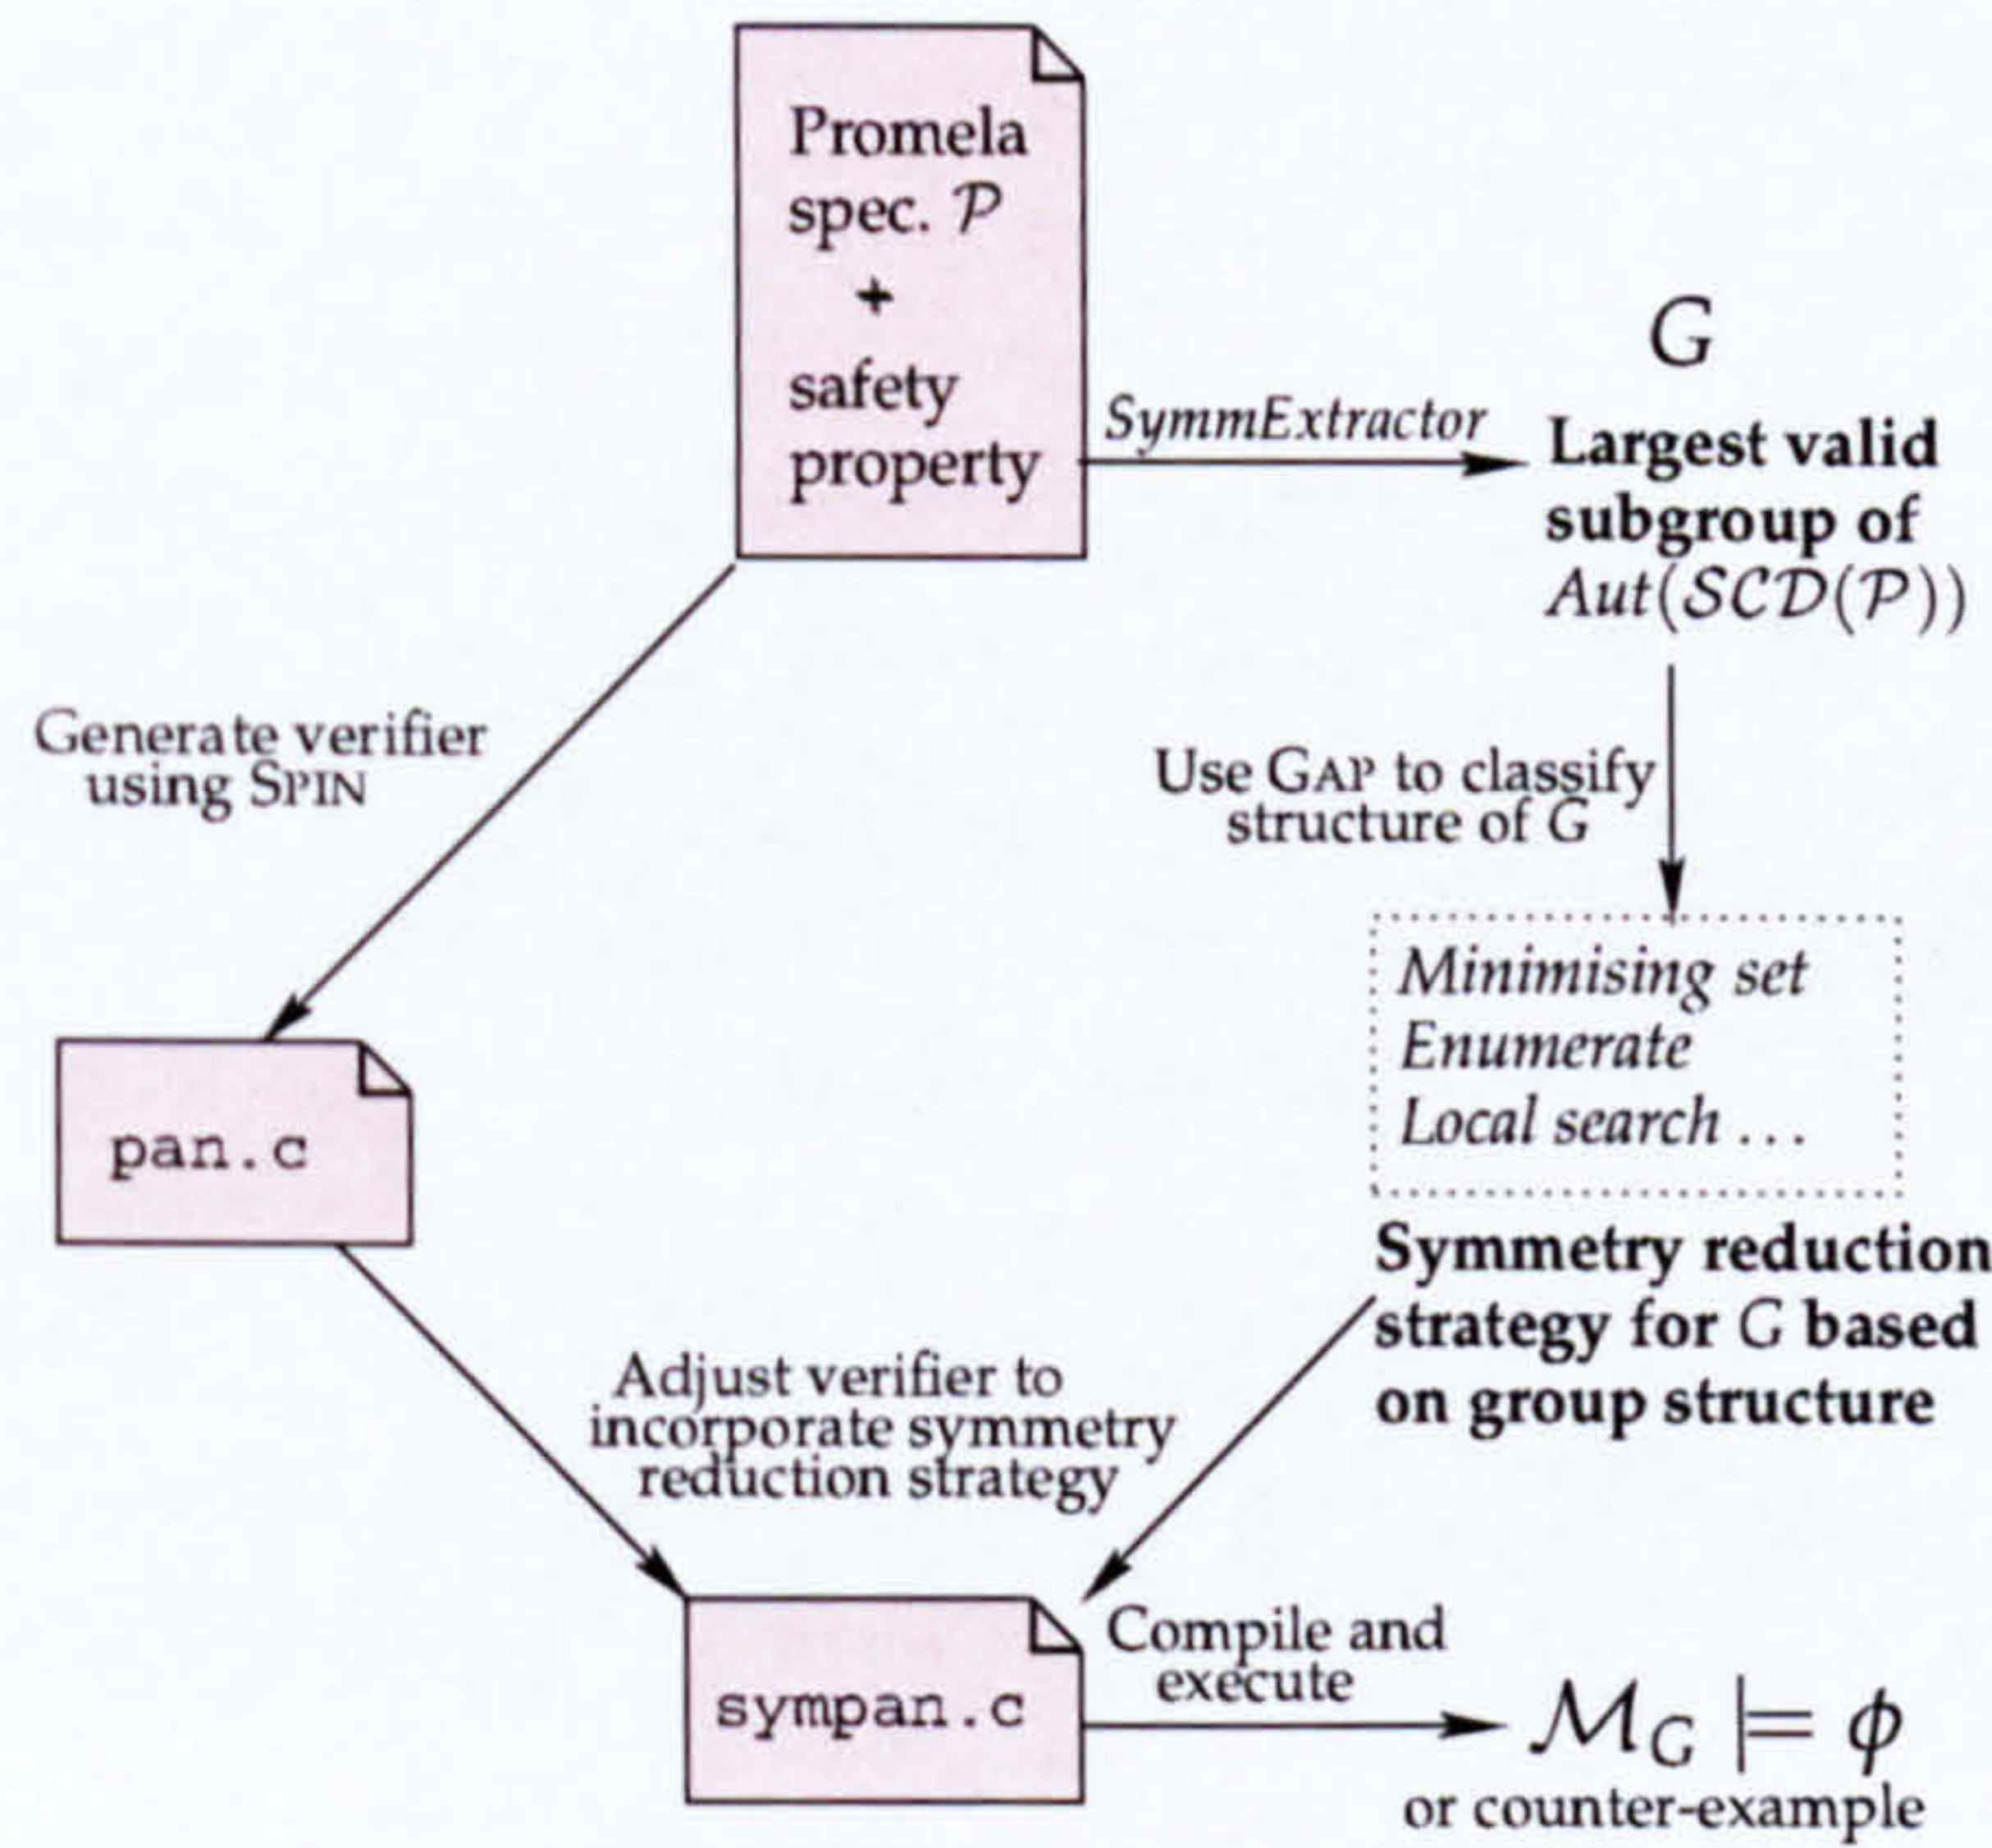 Promela
spec. 𝒫
+
safety
property
SymmExtractor
G
Largest valid
subgroup of
Aut(𝒮𝒞𝒟(𝒫))
Generate verifier
using SPIN
Use GAP to classify
structure of G
Minimising set
Enumerate
Local search ...
pan.c
Symmetry reduction
strategy for G based
on group structure
Adjust verifier to
incorporate symmetry
reduction strategy
sympan.c
Compile and
execute
ℳ_G ⊨ ϕ
or counter-example